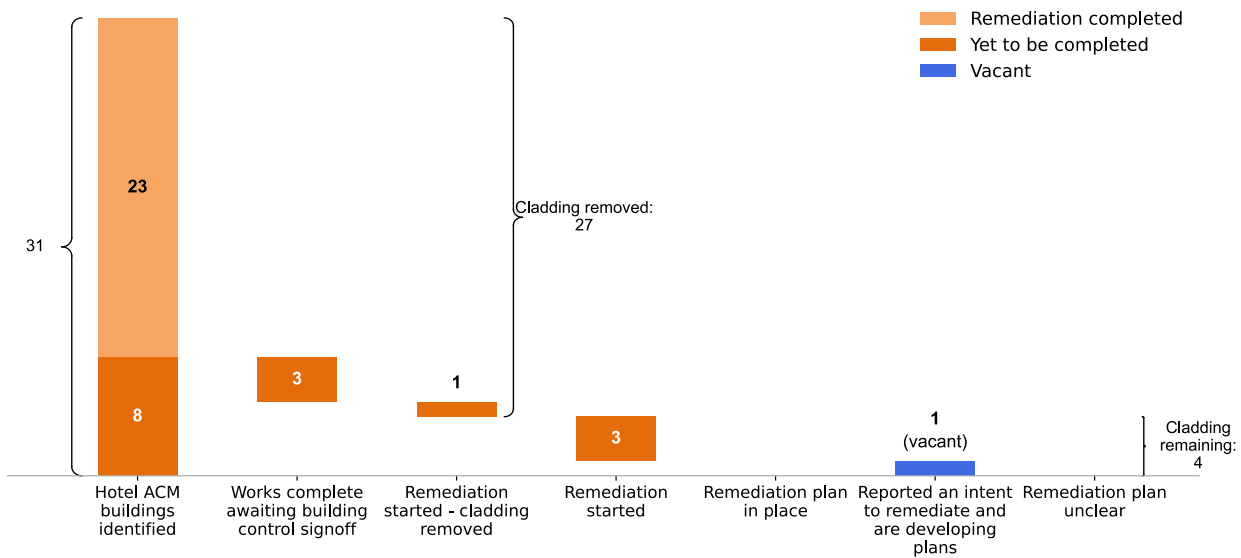 Remediation completed
Yet to be completed
Vacant
23
31
Cladding removed:
27
8
3
1
3
1
(vacant)
Cladding
remaining:
4
Hotel ACM
buildings
identified
Works complete
awaiting building
control signoff
Remediation
started - cladding
removed
Remediation
started
Remediation plan
in place
Reported an intent
to remediate and
are developing
plans
Remediation plan
unclear